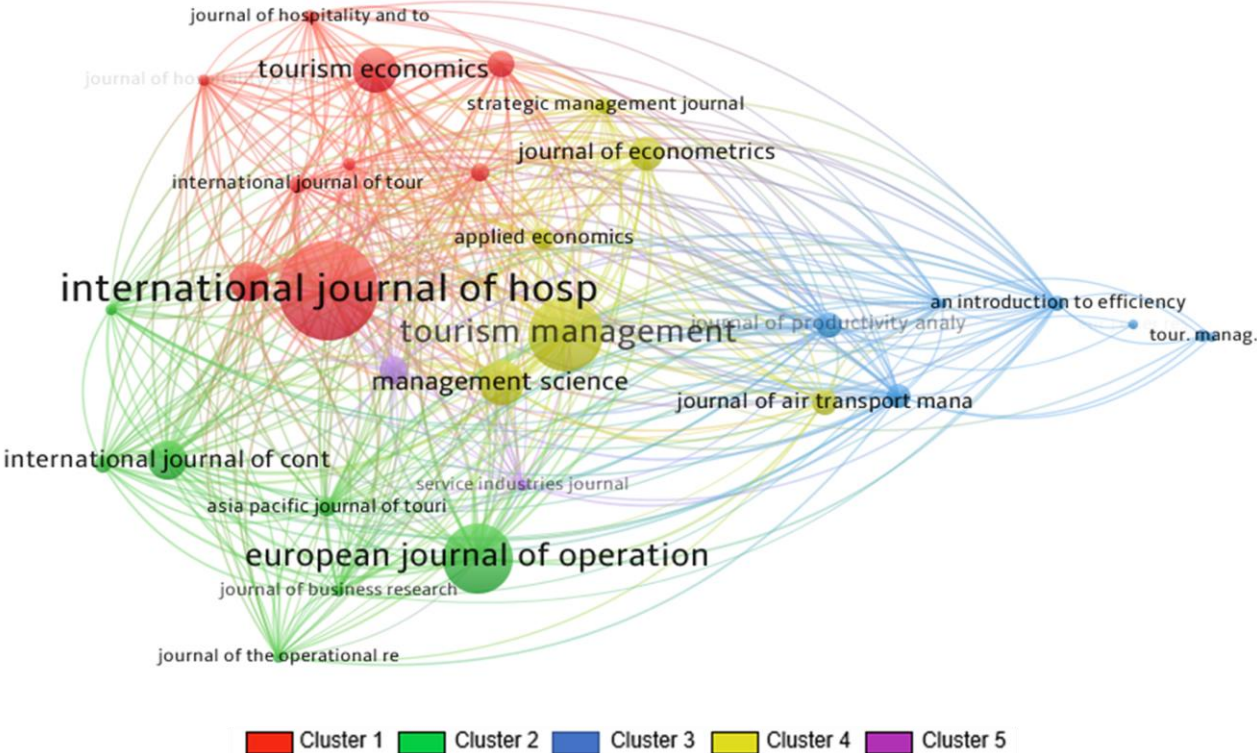 journal of hospitality and to
tourism economics
strategic management journal
journal of econometrics
international journal of tour
applied economics
international journal of hosp
an introduction to efficiency
journal of productivity analy
tourism management
tour. manag.
management science
journal of air transport mana
international journal of cont
service industries journal
asia pacific journal of touri
european journal of operation
journal of business research
journal of the operational re
Cluster 1 Cluster 2 Cluster 3 Cluster 4 Cluster 5